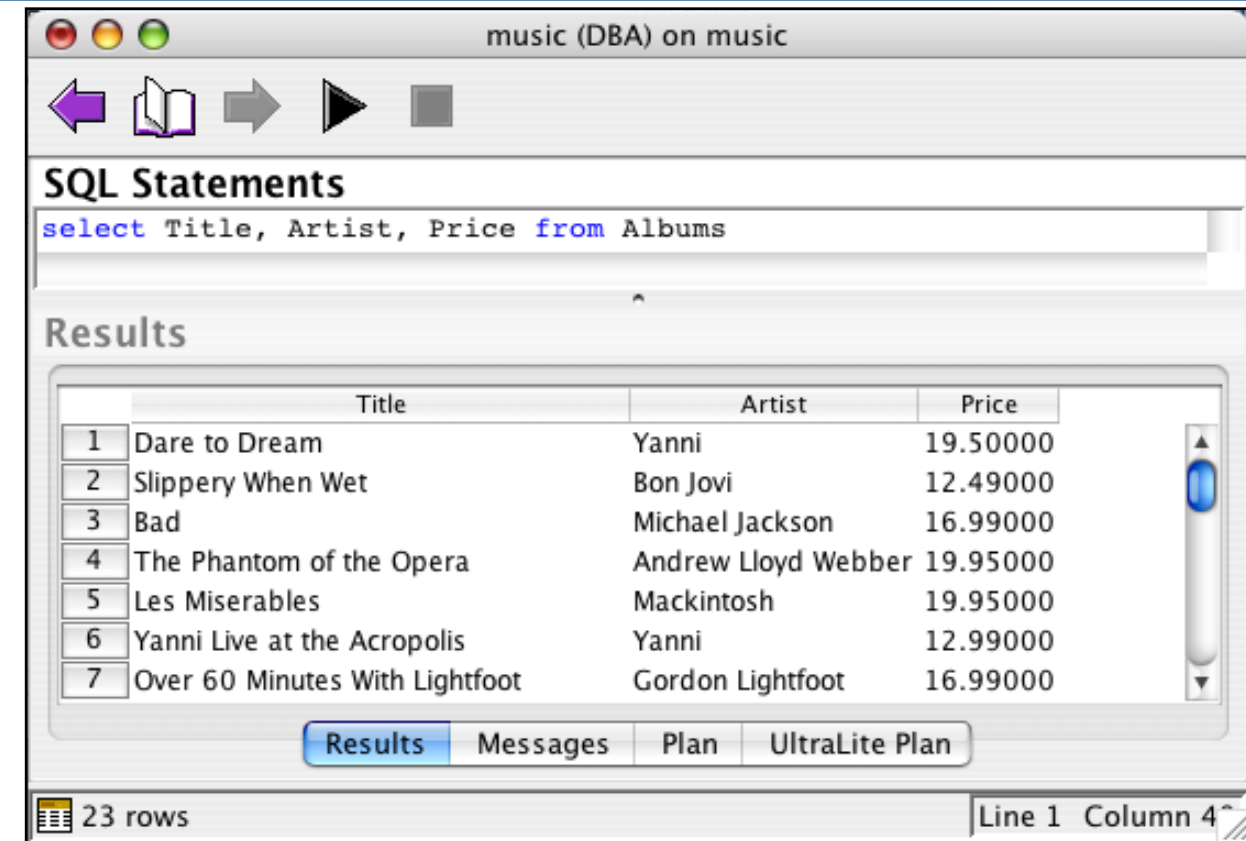 music (DBA) on music
SQL Statements
select Title, Artist, Price from Albums
Results
Title Artist Price
1 Dare to Dream Yanni 19.50000
2 Slippery When Wet Bon Jovi 12.49000
3 Bad Michael Jackson 16.99000
4 The Phantom of the Opera Andrew Lloyd Webber 19.95000
5 Les Miserables Mackintosh 19.95000
6 Yanni Live at the Acropolis Yanni 12.99000
7 Over 60 Minutes With Lightfoot Gordon Lightfoot 16.99000
Results Messages Plan UltraLite Plan
23 rows Line 1 Column